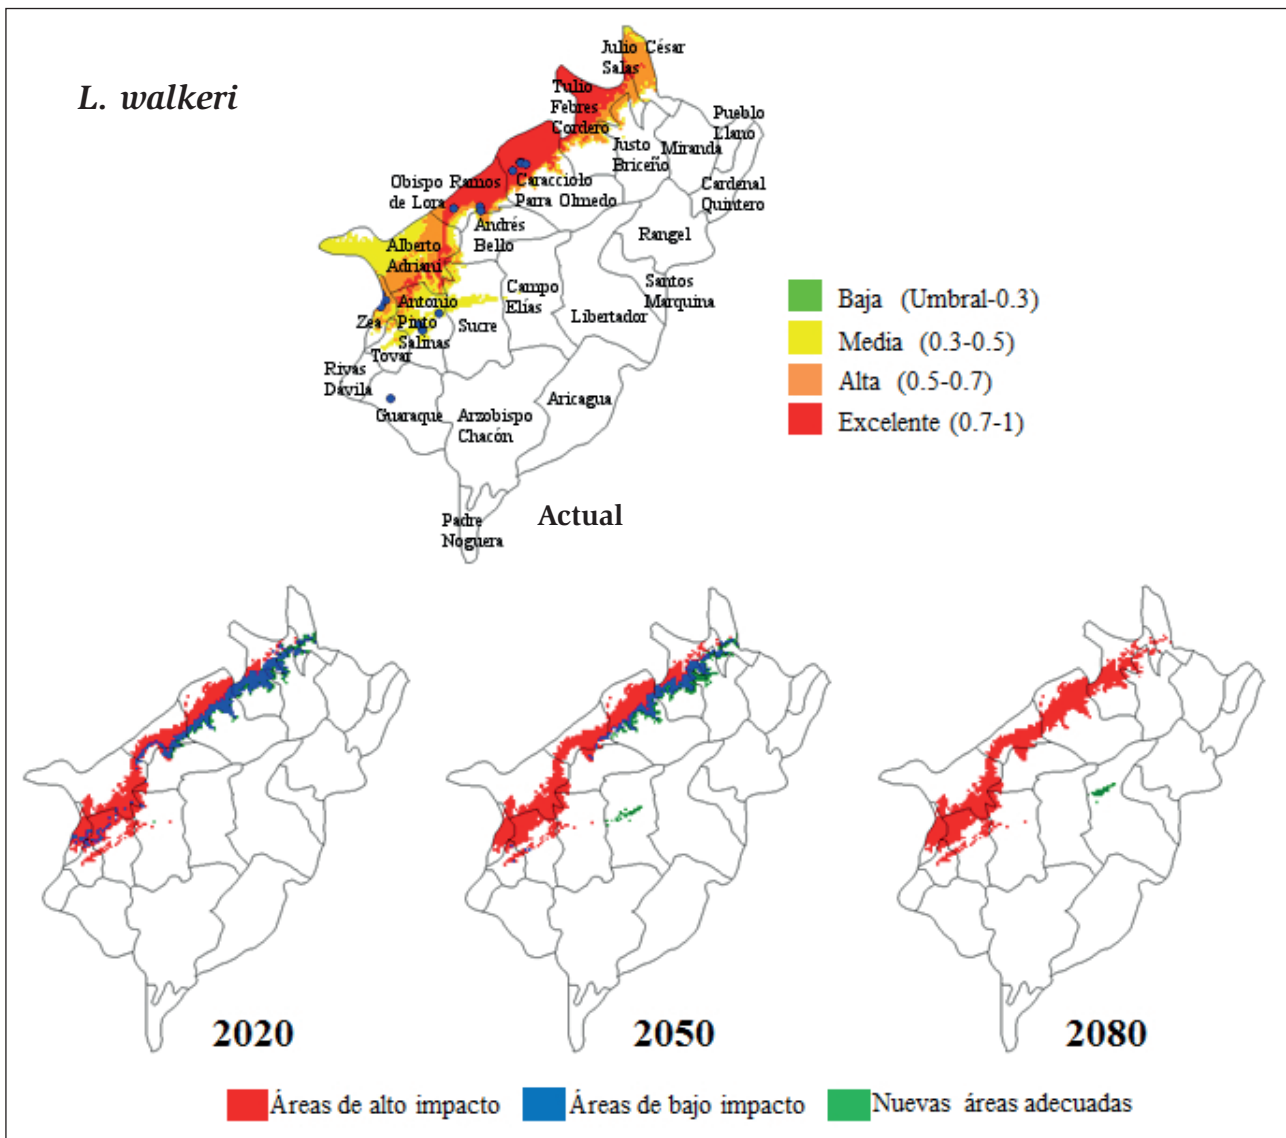 L. walkeri
Julio César
Salas
Tulio
Febres
Cordero
Pueblo
Llano
Justo
Briceño
Miranda
Cardenal
Quintero
Obispo Ramos
de Lora
Caracciolo
Parra Olmedo
Andrés
Bello
Rangel
Alberto
Adriani
Santos
Marquina
Campo
Elías
Libertador
Antonio
Pinto
Salinas
Zea
Sucre
Tovar
Rivas
Dávila
Guaraque
Arzobispo
Chacón
Aricagua
Padre
Noguera
Actual
Baja (Umbral-0.3)
Media (0.3-0.5)
Alta (0.5-0.7)
Excelente (0.7-1)
2020
2050
2080
Áreas de alto impacto
Áreas de bajo impacto
Nuevas áreas adecuadas